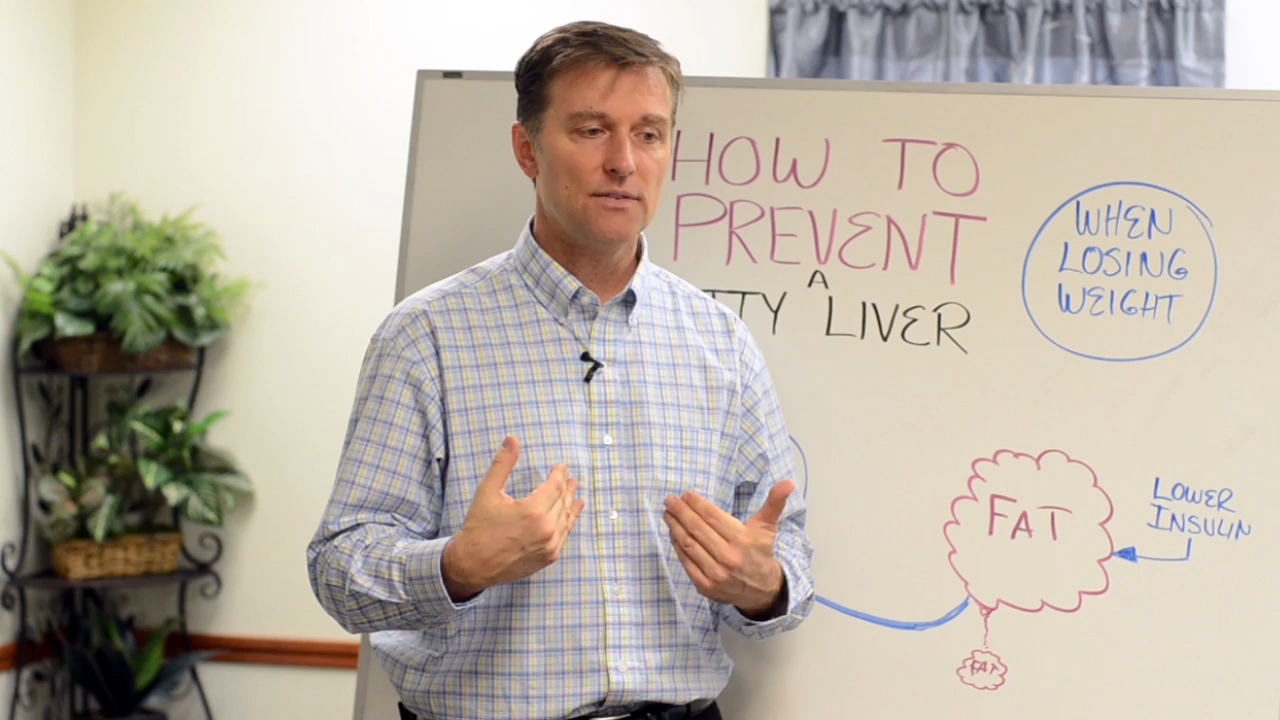 HOW TO
PREVENT
A
TTY LIVER
WHEN
LOSING
WEIGHT
FAT
LOWER
INSULIN
FAT